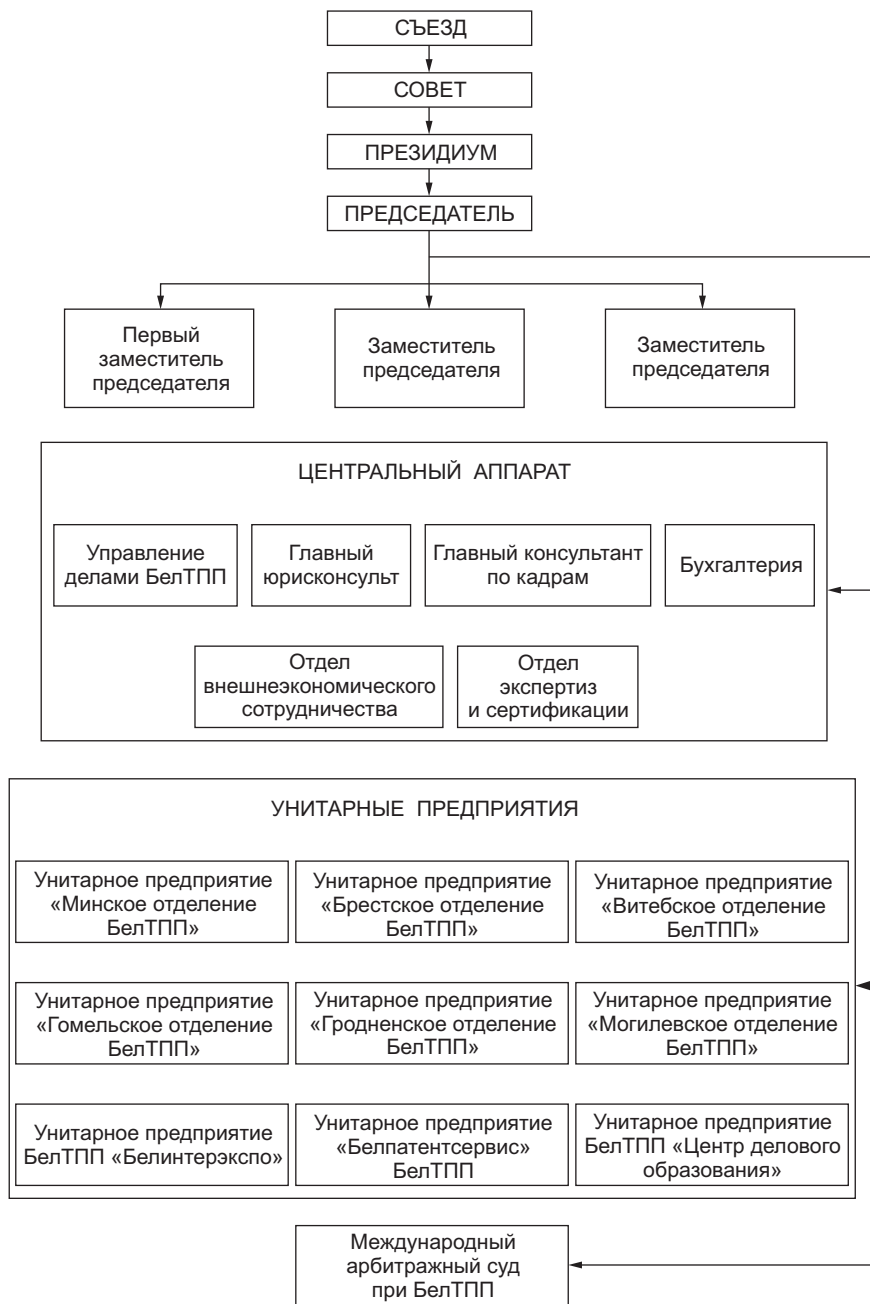 СЪЕЗД
СОВЕТ
ПРЕЗИДИУМ
ПРЕДСЕДАТЕЛЬ
Первый
заместитель
председателя
Заместитель
председателя
Заместитель
председателя
ЦЕНТРАЛЬНЫЙ АППАРАТ
Управление
делами БелТПП
Главный
юрисконсульт
Главный консультант
по кадрам
Бухгалтерия
Отдел
внешнеэкономического
сотрудничества
Отдел
экспертиз
и сертификации
УНИТАРНЫЕ ПРЕДПРИЯТИЯ
Унитарное предприятие
«Минское отделение
БелТПП»
Унитарное предприятие
«Брестское отделение
БелТПП»
Унитарное предприятие
«Витебское отделение
БелТПП»
Унитарное предприятие
«Гомельское отделение
БелТПП»
Унитарное предприятие
«Гродненское отделение
БелТПП»
Унитарное предприятие
«Могилевское отделение
БелТПП»
Унитарное предприятие
БелТПП «Белинтерэкспо»
Унитарное предприятие
«Белпатентсервис»
БелТПП
Унитарное предприятие
БелТПП «Центр делового
образования»
Международный
арбитражный суд
при БелТПП